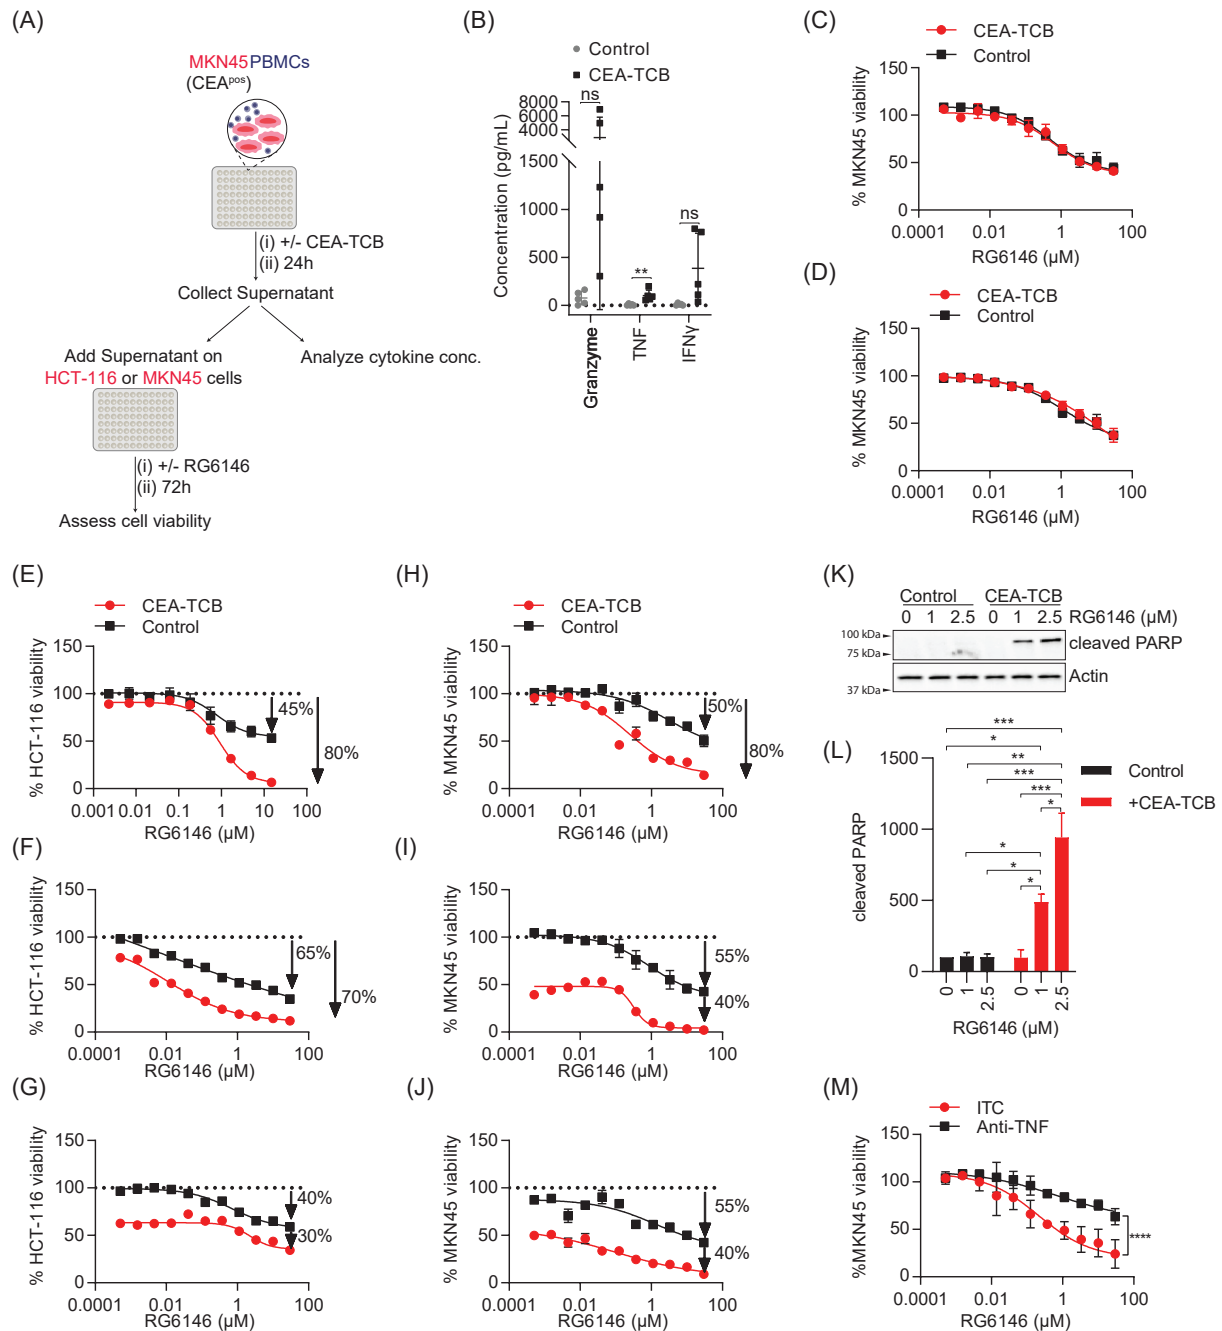 (A)
MKN45 PBMCs
(CEApos)
(i) +/- CEA-TCB
(ii) 24h
Collect Supernatant
Add Supernatant on
HCT-116 or MKN45 cells
Analyze cytokine conc.
(i) +/- RG6146
(ii) 72h
Assess cell viability
(B)
Control
CEA-TCB
Concentration (pg/mL)
8000
6000
4000
1500
1000
500
0
ns
**
ns
Granzyme
TNF
IFNγ
(C)
CEA-TCB
Control
% MKN45 viability
150
100
50
0
0.0001
0.01
1
100
RG6146 (µM)
(D)
CEA-TCB
Control
% MKN45 viability
150
100
50
0
0.0001
0.01
1
100
RG6146 (µM)
(E)
CEA-TCB
Control
% HCT-116 viability
150
100
50
0
45%
80%
0.001
0.01
0.1
1
10
100
RG6146 (µM)
(F)
% HCT-116 viability
150
100
50
0
65%
70%
0.0001
0.01
1
100
RG6146 (µM)
(G)
% HCT-116 viability
150
100
50
0
40%
30%
0.0001
0.01
1
100
RG6146 (µM)
(H)
CEA-TCB
Control
% MKN45 viability
150
100
50
0
50%
80%
0.0001
0.01
1
100
RG6146 (µM)
(I)
% MKN45 viability
150
100
50
0
55%
40%
0.0001
0.01
1
100
RG6146 (µM)
(J)
% MKN45 viability
150
100
50
0
55%
40%
0.0001
0.01
1
100
RG6146 (µM)
(K)
Control CEA-TCB
0 1 2.5 0 1 2.5 RG6146 (µM)
100 kDa
75 kDa
cleaved PARP
37 kDa
Actin
(L)
Control
+CEA-TCB
cleaved PARP
1500
1000
500
0
***
*
**
***
***
*
*
*
*
0 1 2.5 0 1 2.5
RG6146 (µM)
(M)
ITC
Anti-TNF
%MKN45 viability
150
100
50
0
****
0.0001
0.01
1
100
RG6146 (µM)